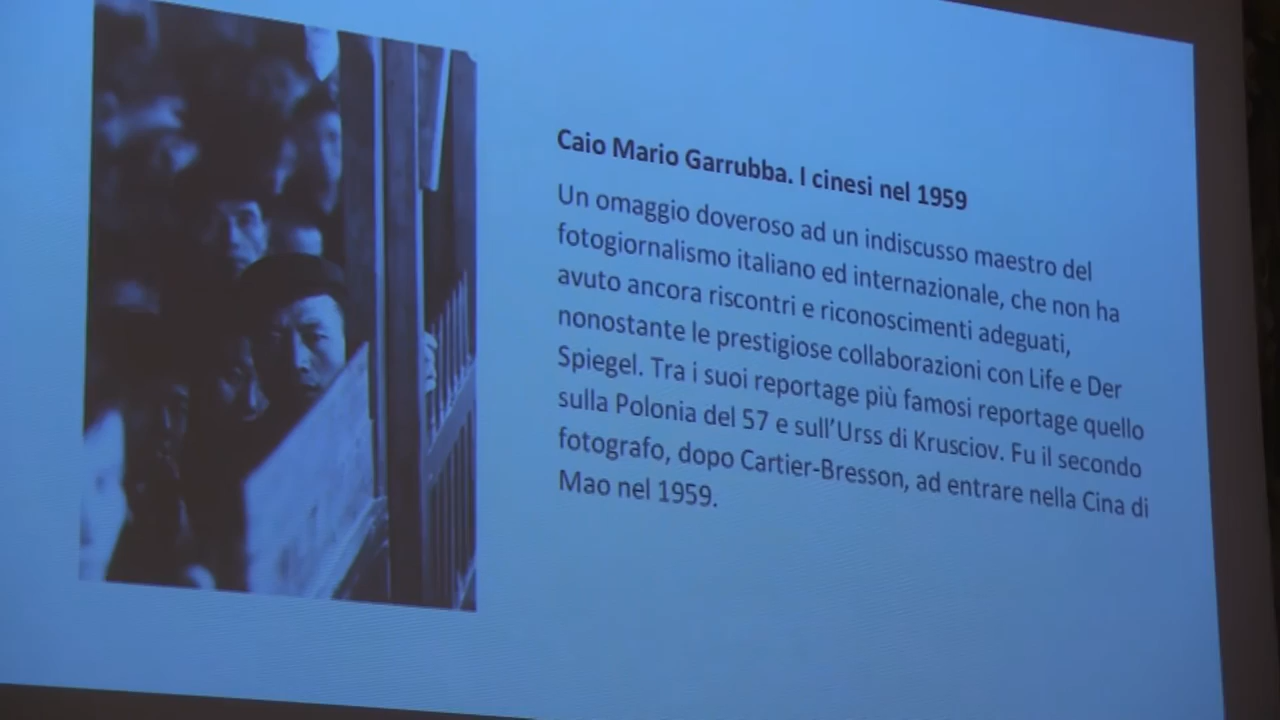 Caio Mario Garrubba. I cinesi nel 1959
Un omaggio doveroso ad un indiscusso maestro del
fotogiornalismo italiano ed internazionale, che non ha
avuto ancora riscontri e riconoscimenti adeguati,
nonostante le prestigiose collaborazioni con Life e Der
Spiegel. Tra i suoi reportage più famosi reportage quello
sulla Polonia del 57 e sull'Urss di Krusciov. Fu il secondo
fotografo, dopo Cartier-Bresson, ad entrare nella Cina di
Mao nel 1959.